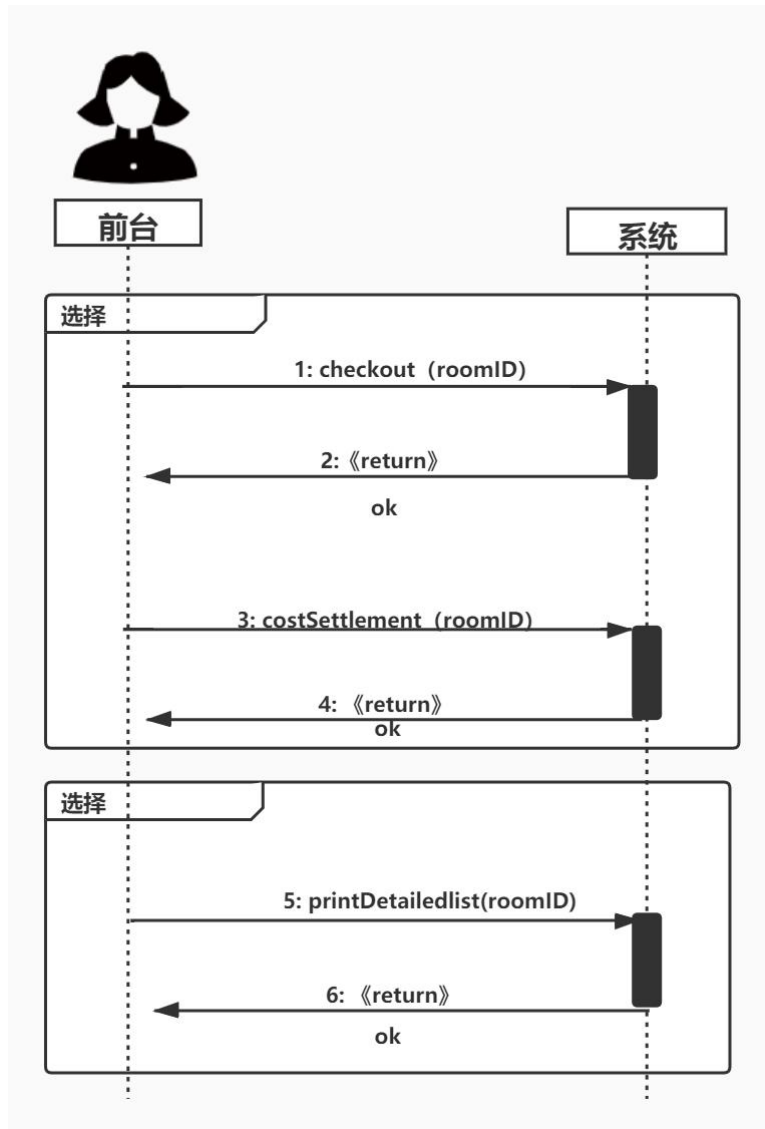 前台
系统
选择
1: checkout（roomID）
2:《return》
ok
3: costSettlement（roomID）
4: 《return》
ok
选择
5: printDetailedlist(roomID)
6: 《return》
ok